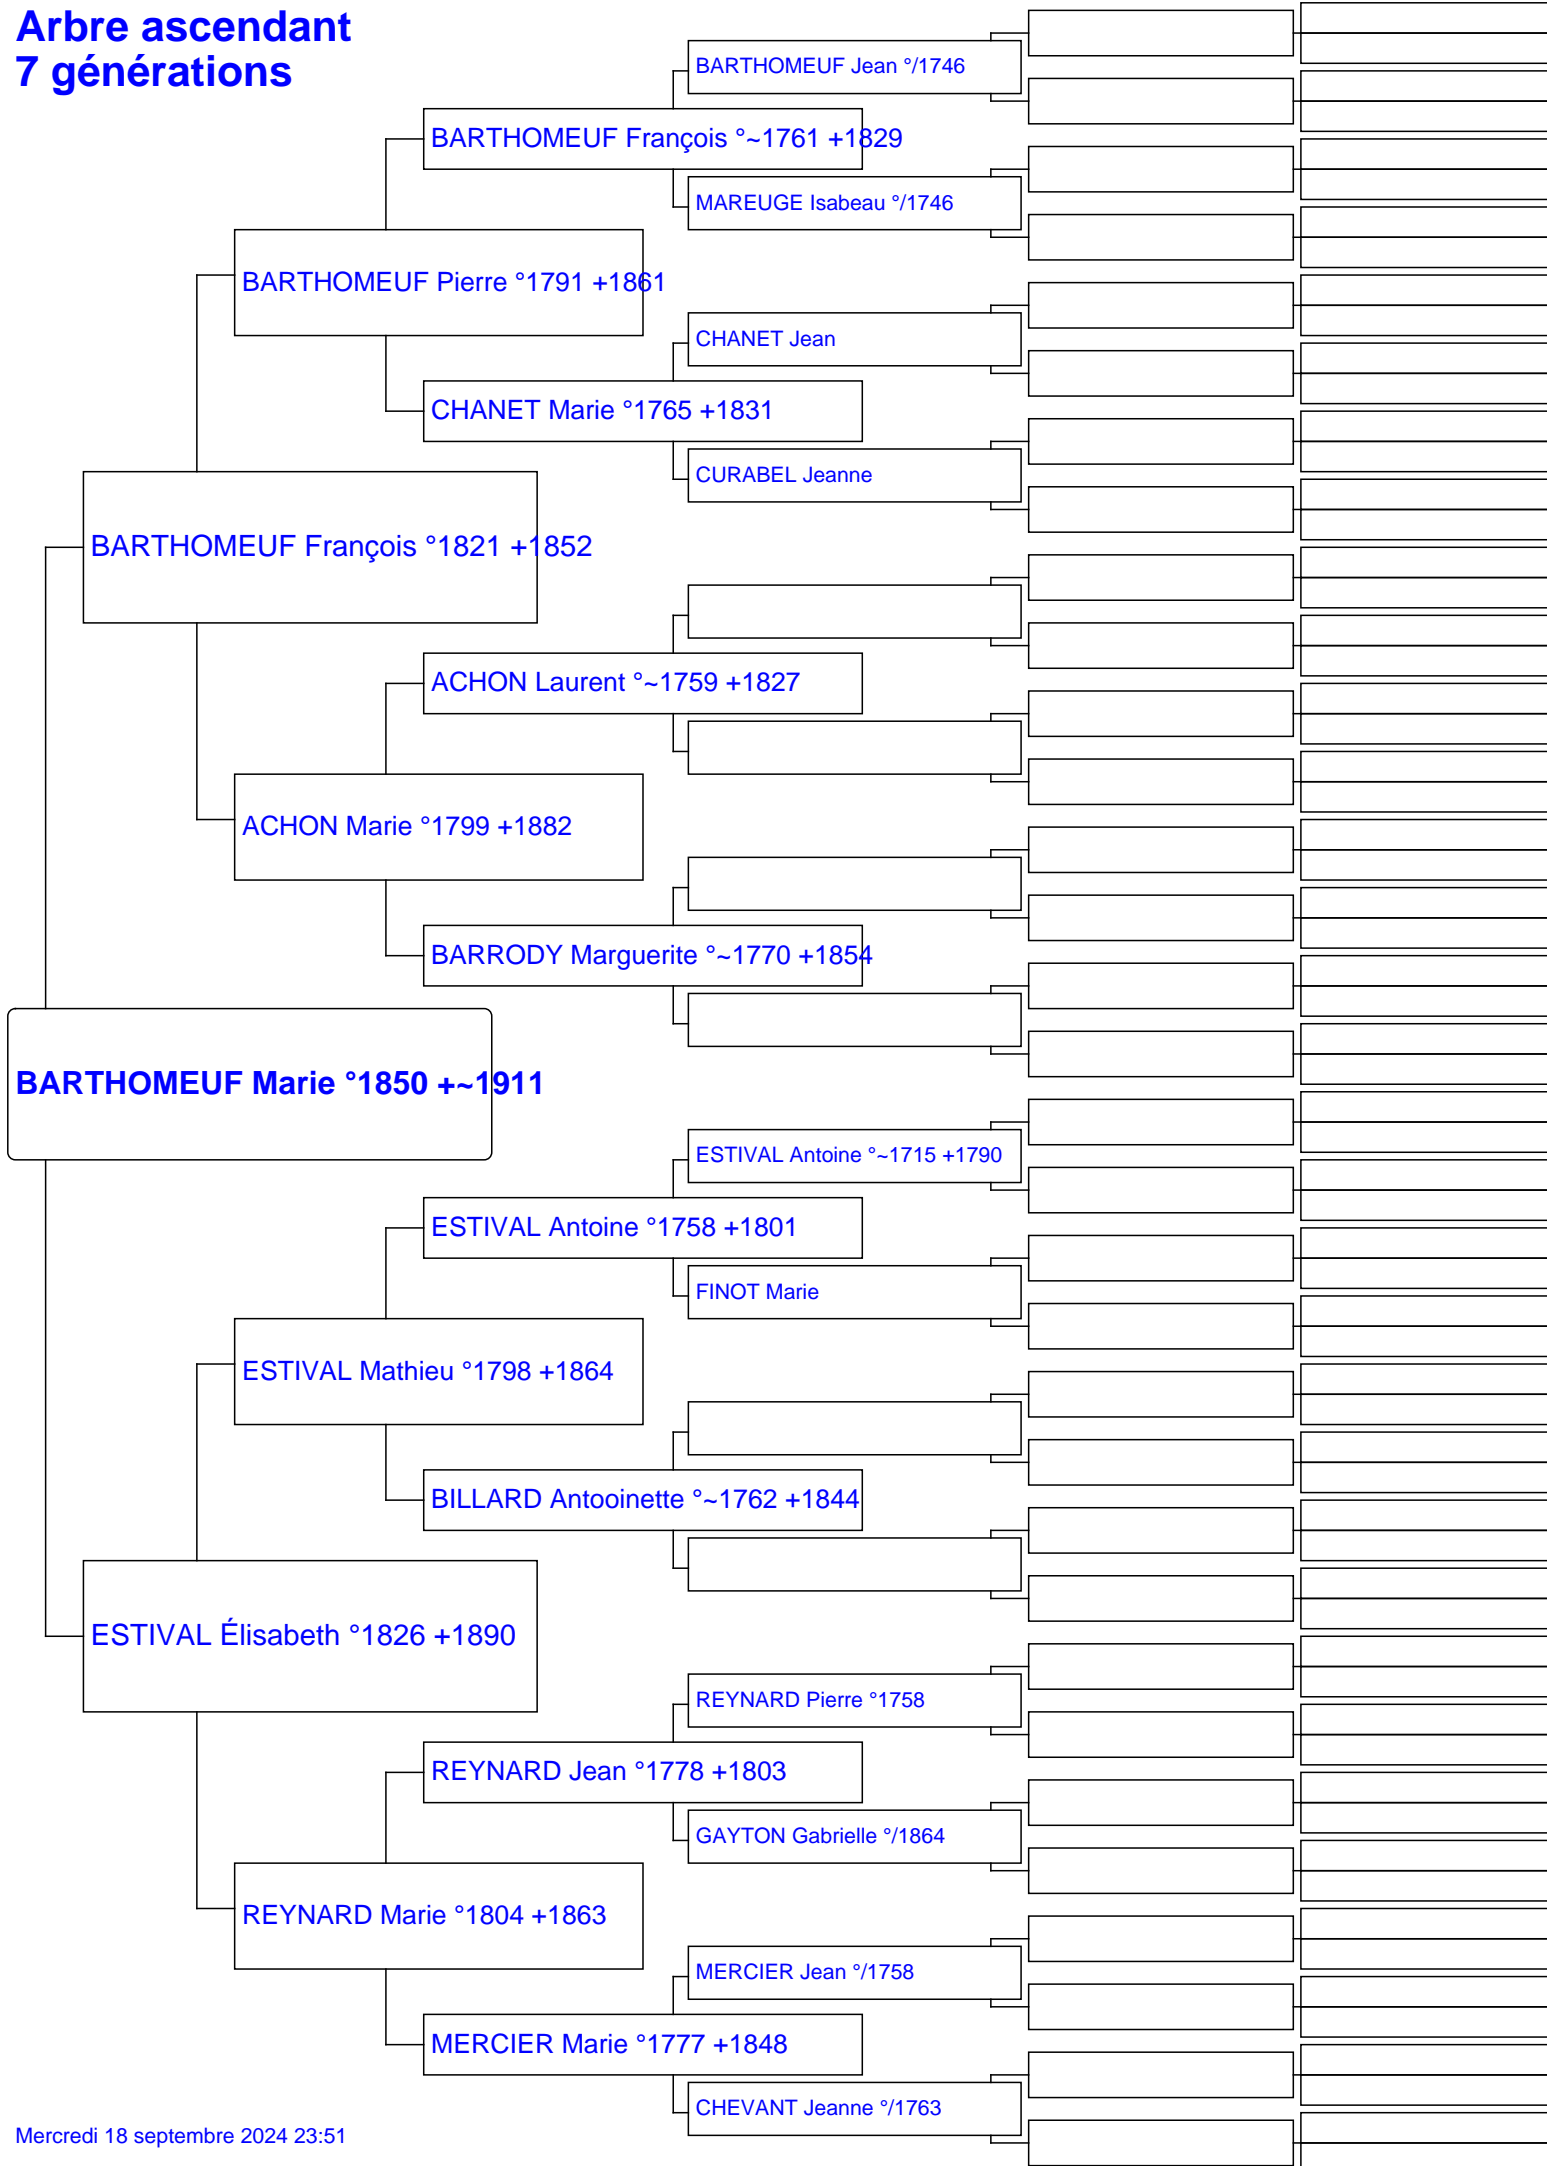 Arbre ascendant
7 générations
BARTHOMEUF Jean °/1746
BARTHOMEUF François °~1761 +1829
MAREUGE Isabeau °/1746
BARTHOMEUF Pierre °1791 +1861
CHANET Jean
CHANET Marie °1765 +1831
CURABEL Jeanne
BARTHOMEUF François °1821 +1852
ACHON Laurent °~1759 +1827
ACHON Marie °1799 +1882
BARRODY Marguerite °~1770 +1854
BARTHOMEUF Marie °1850 +~1911
ESTIVAL Antoine °~1715 +1790
ESTIVAL Antoine °1758 +1801
FINOT Marie
ESTIVAL Mathieu °1798 +1864
BILLARD Antooinette °~1762 +1844
ESTIVAL Élisabeth °1826 +1890
REYNARD Pierre °1758
REYNARD Jean °1778 +1803
GAYTON Gabrielle °/1864
REYNARD Marie °1804 +1863
MERCIER Jean °/1758
MERCIER Marie °1777 +1848
CHEVANT Jeanne °/1763
Mercredi 18 septembre 2024 23:51